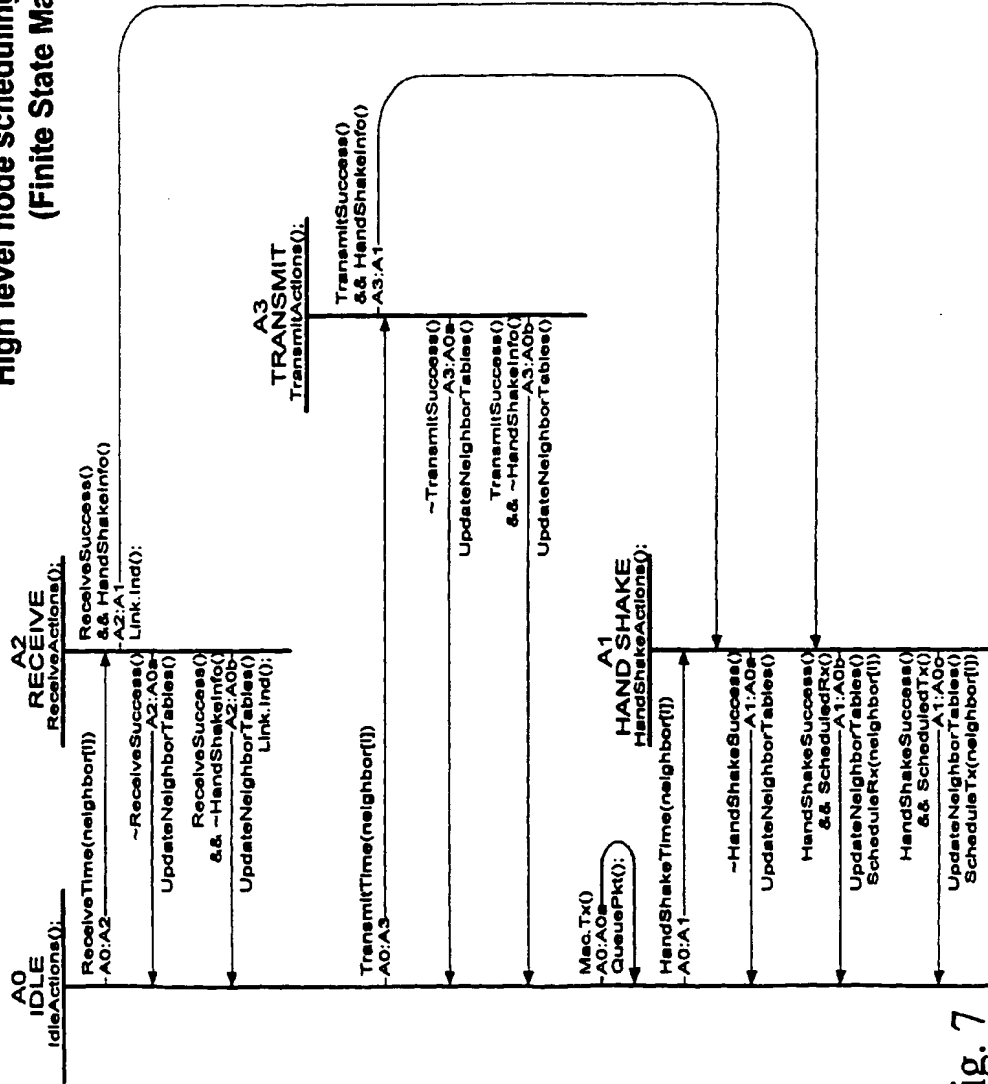 High level node scheduling
(Finite State Ma
A0
IDLE
IdleActions();
A2
RECEIVE
ReceiveActions();
ReceiveTime(neighbor[i])
A0:A2
ReceiveSuccess()
&& HandShakeInfo()
A2:A1
Link.Ind();
~ReceiveSuccess()
A2:A0a
UpdateNeighborTables()
ReceiveSuccess()
&& ~HandShakeInfo()
A2:A0b
UpdateNeighborTables()
Link.Ind();
A3
TRANSMIT
TransmitActions();
TransmitSuccess()
&& HandShakeInfo()
A3:A1
TransmitTime(neighbor[i])
A0:A3
~TransmitSuccess()
A3:A0a
UpdateNeighborTables()
TransmitSuccess()
&& ~HandShakeInfo()
A3:A0b
UpdateNeighborTables()
A1
HAND SHAKE
HandShakeActions();
Mac.Tx()
A0:A0a
QueuePkt();
HandShakeTime(neighbor[i])
A0:A1
~HandShakeSuccess()
A1:A0a
UpdateNeighborTables()
HandShakeSuccess()
&& ScheduledRx()
A1:A0b
UpdateNeighborTables()
ScheduleRx(neighbor[i])
HandShakeSuccess()
&& ScheduledTx()
A1:A0c
UpdateNeighborTables()
ScheduleTx(neighbor[i]);
ig. 7